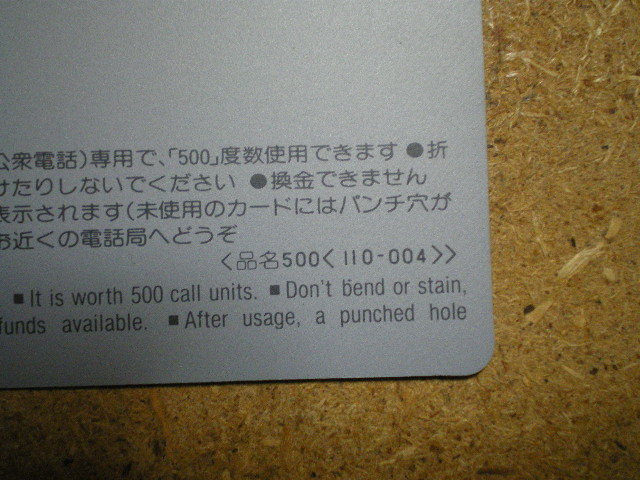 公衆電話)専用で、「500」度数使用できます ●折
けたりしないでください ●換金できません
表示されます(未使用のカードにはパンチ穴が
お近くの電話局へどうぞ
<品名500<110-004>>
■ It is worth 500 call units. ■ Don't bend or stain,
funds available. ■ After usage, a punched hole